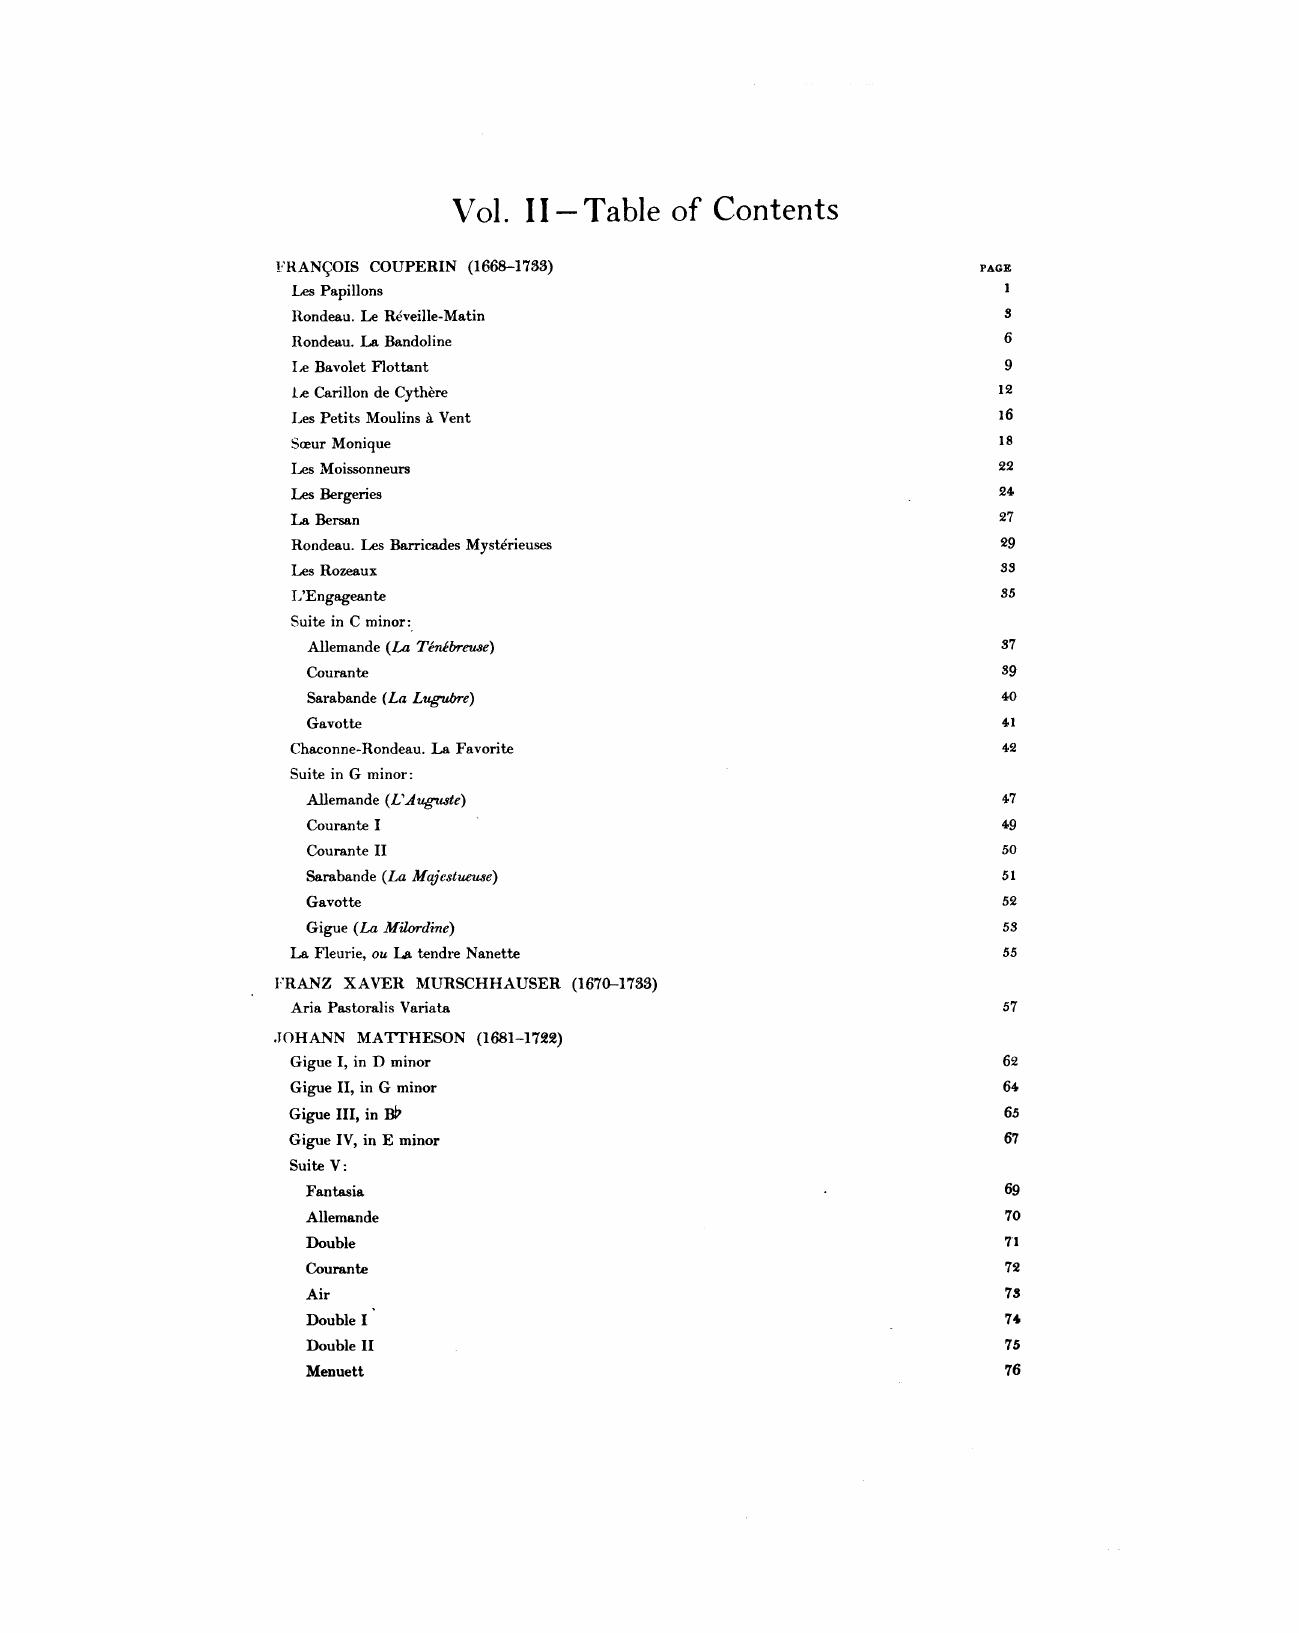 Vol. II – Table of Contents
FRANÇOIS COUPERIN (1668–1733) PAGE
Les Papillons 1
Rondeau. Le Réveille-Matin 3
Rondeau. La Bandoline 6
Le Bavolet Flottant 9
Le Carillon de Cythère 12
Les Petits Moulins à Vent 16
Sœur Monique 18
Les Moissonneurs 22
Les Bergeries 24
La Bersan 27
Rondeau. Les Barricades Mystérieuses 29
Les Rozeaux 33
L'Engageante 35
Suite in C minor:
Allemande (La Ténébreuse) 37
Courante 39
Sarabande (La Lugubre) 40
Gavotte 41
Chaconne-Rondeau. La Favorite 42
Suite in G minor:
Allemande (L'Auguste) 47
Courante I 49
Courante II 50
Sarabande (La Majestueuse) 51
Gavotte 52
Gigue (La Milordine) 53
La Fleurie, ou La tendre Nanette 55
FRANZ XAVER MURSCHHAUSER (1670–1733)
Aria Pastoralis Variata 57
JOHANN MATTHESON (1681–1722)
Gigue I, in D minor 62
Gigue II, in G minor 64
Gigue III, in B♭ 65
Gigue IV, in E minor 67
Suite V:
Fantasia 69
Allemande 70
Double 71
Courante 72
Air 73
Double I 74
Double II 75
Menuett 76